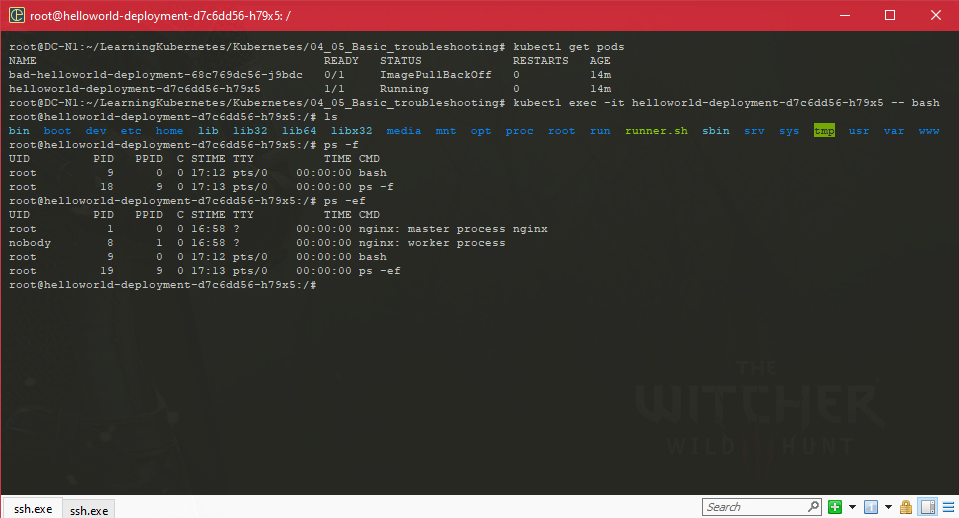 root@helloworld-deployment-d7c6dd56-h79x5: /
root@DC-N1:~/LearningKubernetes/Kubernetes/04_05_Basic_troubleshooting# kubectl get pods
NAME READY STATUS RESTARTS AGE
bad-helloworld-deployment-68c769dc56-j9bdc 0/1 ImagePullBackOff 0 14m
helloworld-deployment-d7c6dd56-h79x5 1/1 Running 0 14m
root@DC-N1:~/LearningKubernetes/Kubernetes/04_05_Basic_troubleshooting# kubectl exec -it helloworld-deployment-d7c6dd56-h79x5 -- bash
root@helloworld-deployment-d7c6dd56-h79x5:/# ls
bin boot dev etc home lib lib32 lib64 libx32 media mnt opt proc root run runner.sh sbin srv sys tmp usr var www
root@helloworld-deployment-d7c6dd56-h79x5:/# ps -f
UID PID PPID C STIME TTY TIME CMD
root 9 0 0 17:12 pts/0 00:00:00 bash
root 18 9 0 17:13 pts/0 00:00:00 ps -f
root@helloworld-deployment-d7c6dd56-h79x5:/# ps -ef
UID PID PPID C STIME TTY TIME CMD
root 1 0 0 16:58 ? 00:00:00 nginx: master process nginx
nobody 8 1 0 16:58 ? 00:00:00 nginx: worker process
root 9 0 0 17:12 pts/0 00:00:00 bash
root 19 9 0 17:13 pts/0 00:00:00 ps -ef
root@helloworld-deployment-d7c6dd56-h79x5:/#
THE
WITCHER
WILD HUNT
ssh.exe
ssh.exe
Search